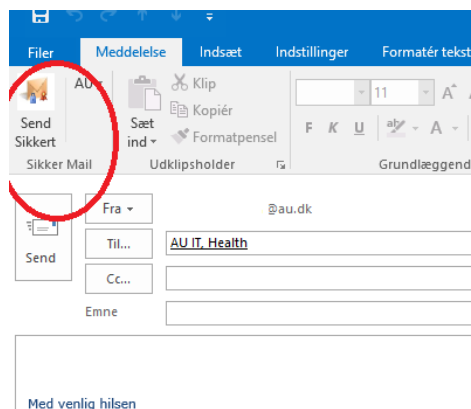 Filer Meddelelse Indsæt Indstillinger Formatér tekst
AU
Send Sikkert
Sæt ind
Klip
Kopiér
Formatpensel
11 A A
F K U ab A
Sikker Mail Udklipsholder Grundlæggend
Send
Fra @au.dk
Til... AU IT, Health
Cc...
Emne
Med venlig hilsen